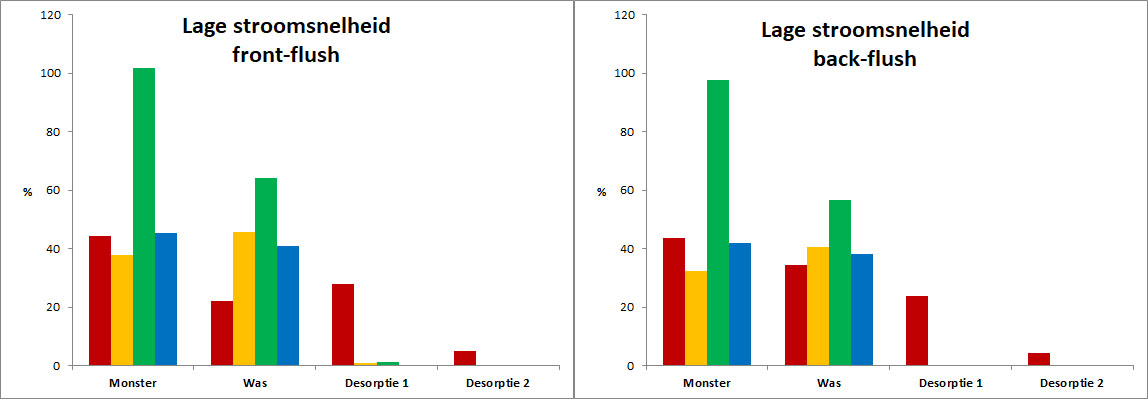 Lage stroomsnelheid
front-flush
120
100
80
60
40
20
0
%
Monster Was Desorptie 1 Desorptie 2
Lage stroomsnelheid
back-flush
120
100
80
60
40
20
0
%
Monster Was Desorptie 1 Desorptie 2